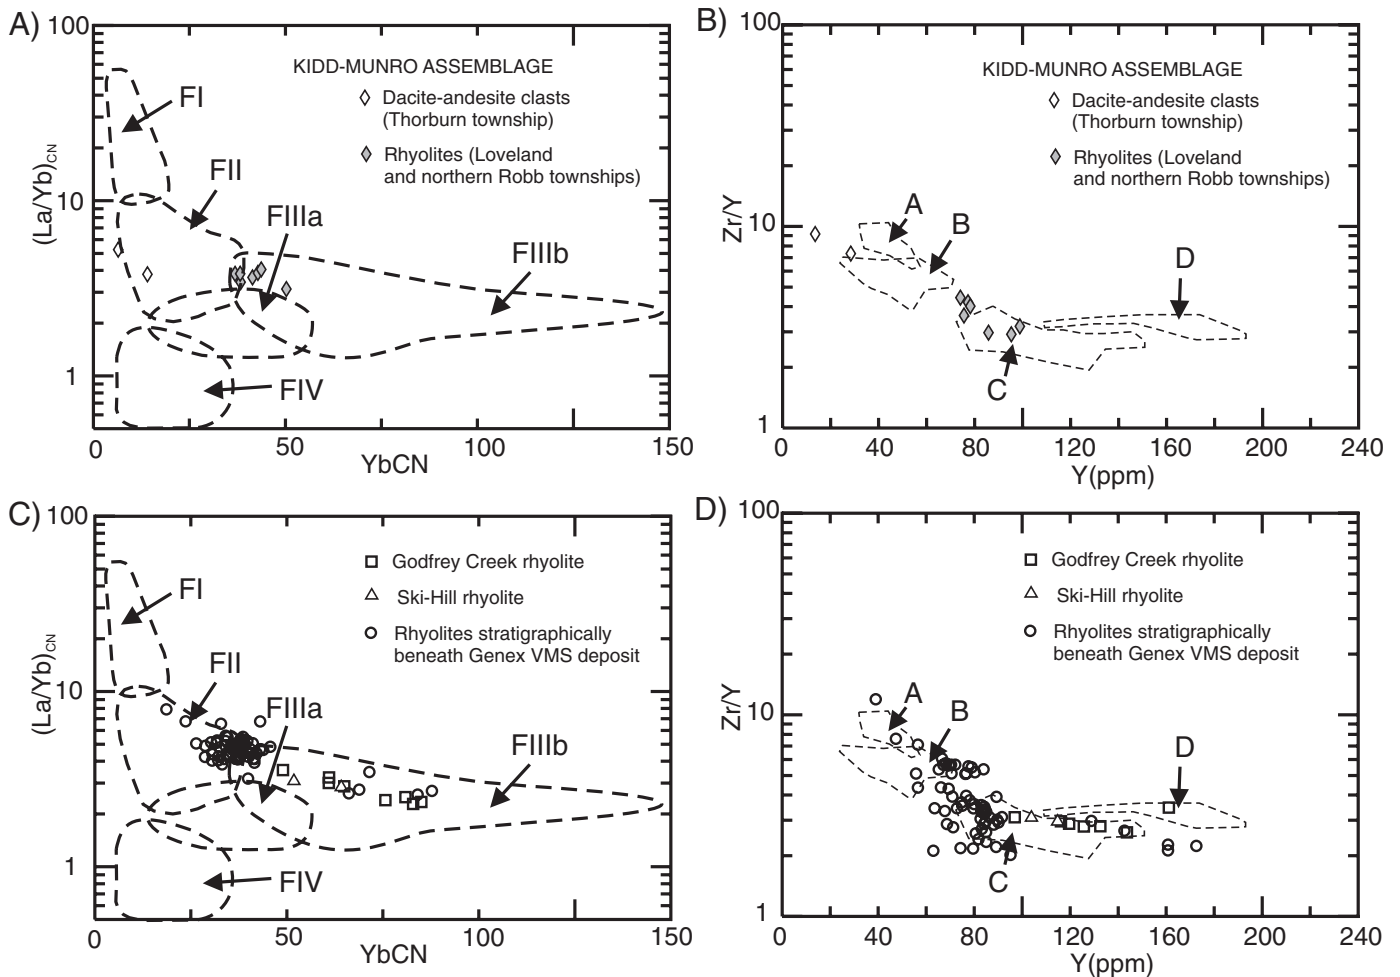 A)
100
10
1
(La/Yb)CN
KIDD-MUNRO ASSEMBLAGE
Dacite-andesite clasts
(Thorburn township)
Rhyolites (Loveland
and northern Robb townships)
FI
FII
FIIIa
FIIIb
FIV
0 50 100 150
YbCN
B)
100
10
1
Zr/Y
KIDD-MUNRO ASSEMBLAGE
Dacite-andesite clasts
(Thorburn township)
Rhyolites (Loveland
and northern Robb townships)
A
B
D
C
0 40 80 120 160 200 240
Y(ppm)
C)
100
10
1
(La/Yb)CN
Godfrey Creek rhyolite
Ski-Hill rhyolite
Rhyolites stratigraphically
beneath Genex VMS deposit
FI
FII
FIIIa
FIIIb
FIV
0 50 100 150
YbCN
D)
100
10
1
Zr/Y
Godfrey Creek rhyolite
Ski-Hill rhyolite
Rhyolites stratigraphically
beneath Genex VMS deposit
A
B
D
C
0 40 80 120 160 200 240
Y(ppm)